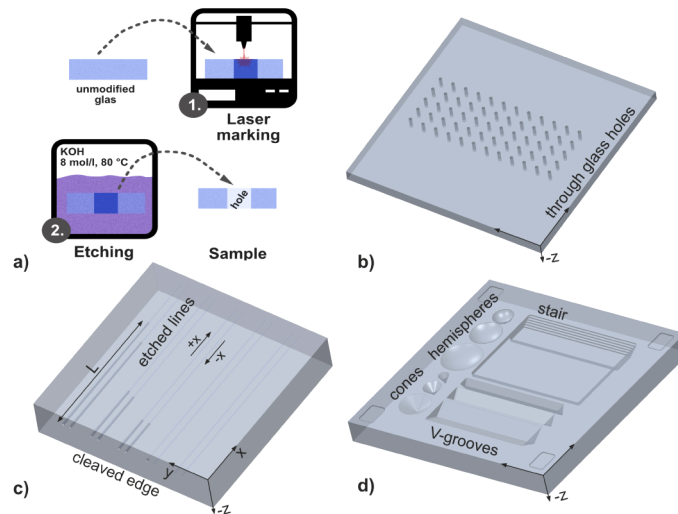 unmodified
glas
1.
Laser
marking
KOH
8 mol/l, 80 °C
hole
2.
Etching
Sample
a)
through glass holes
-z
b)
etched lines
+x
-x
L
cleaved edge
y
x
-z
c)
stair
hemispheres
cones
V-grooves
-z
d)